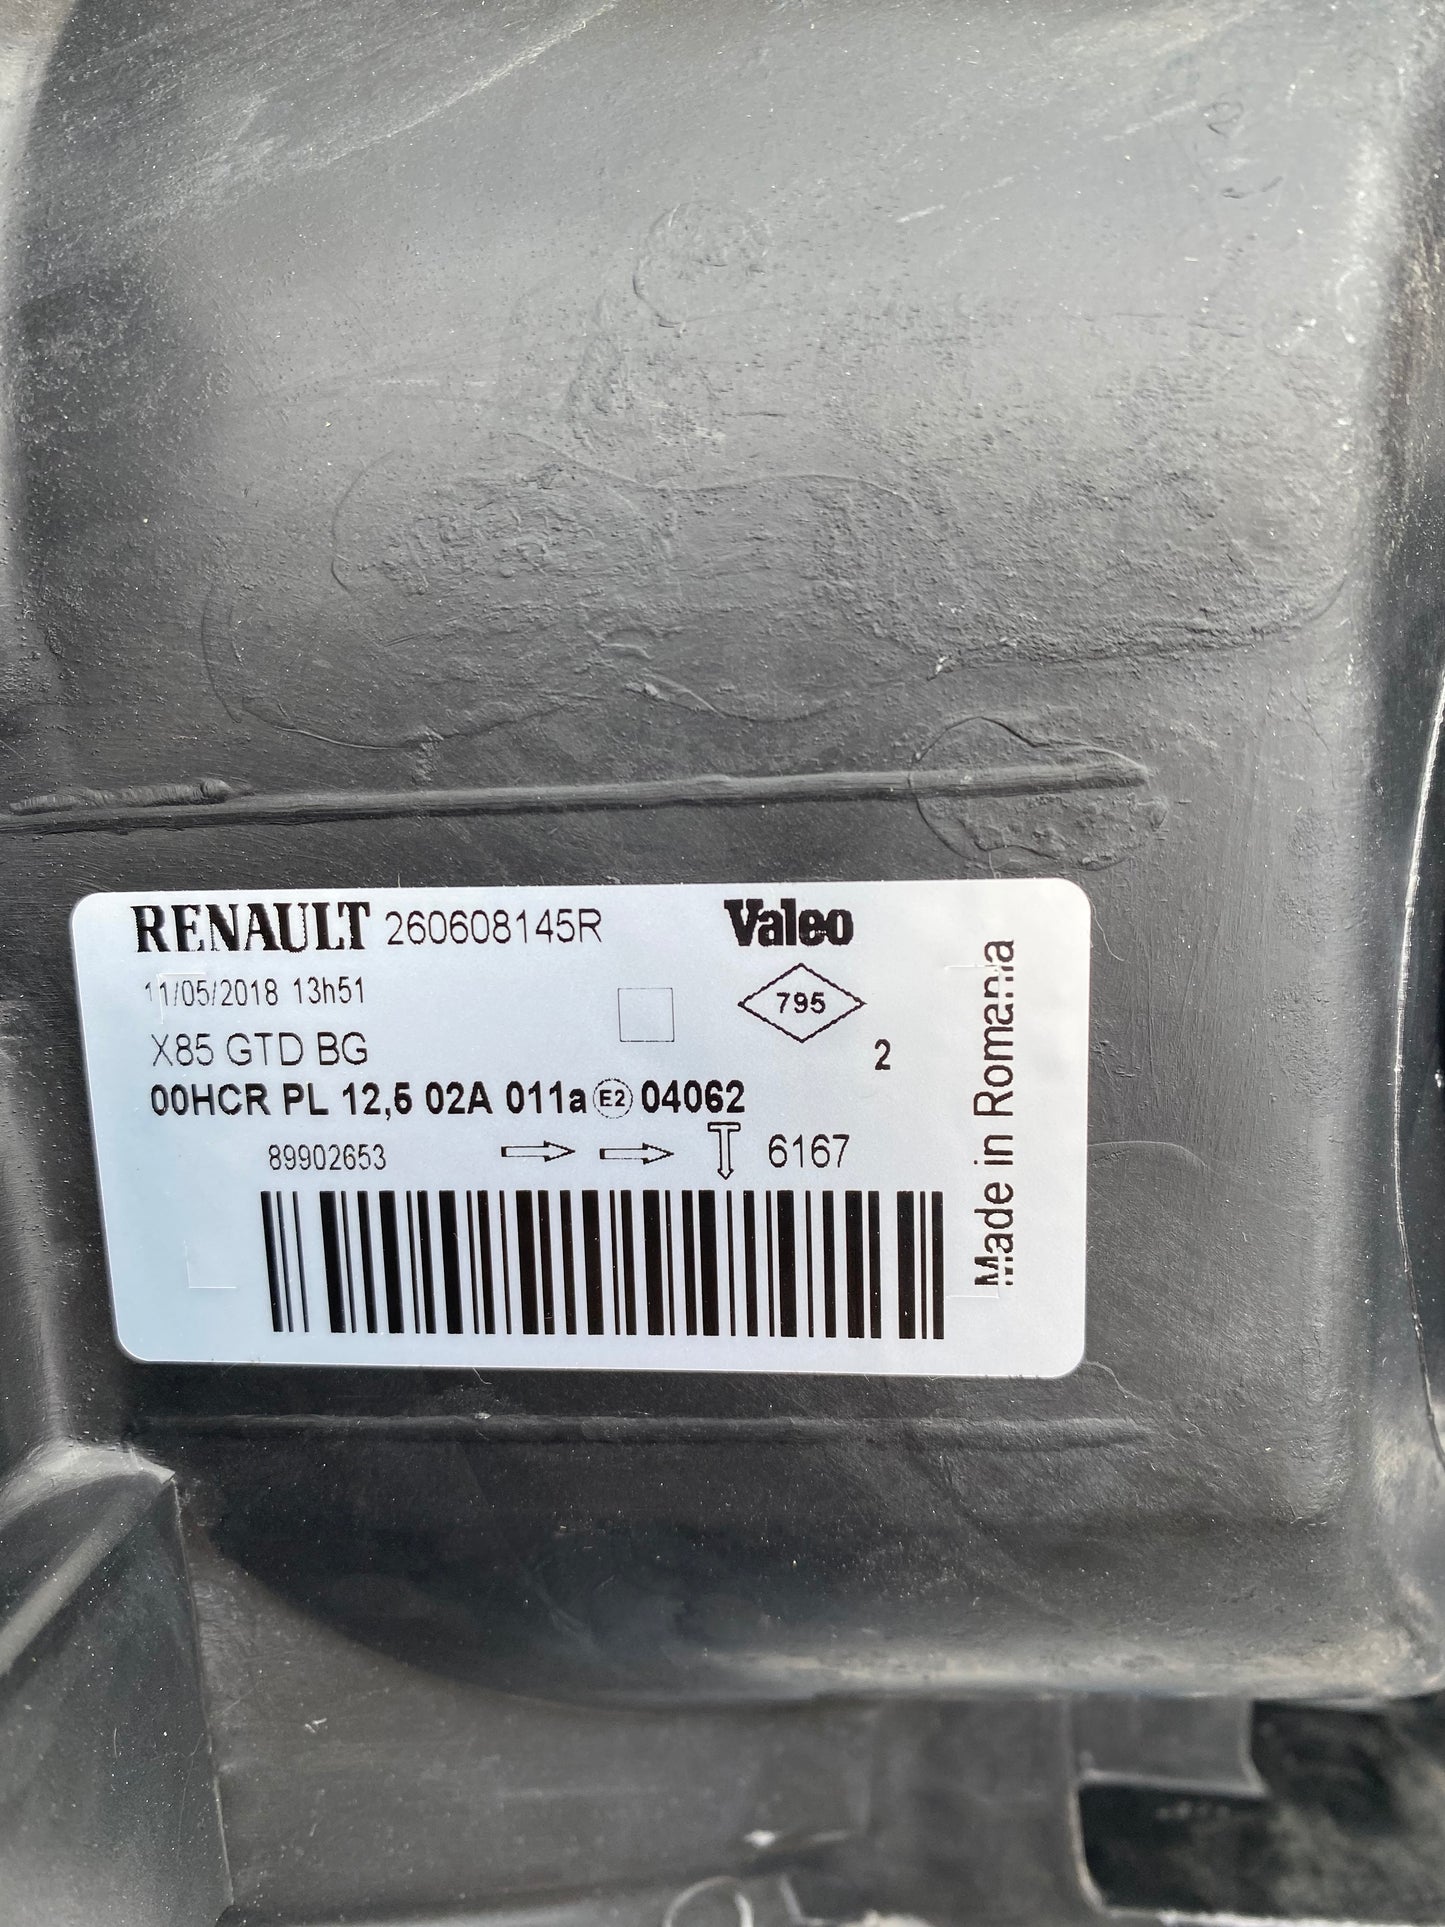 RENAULT 260608145R
Valeo
11/05/2018 13h51
795
X85 GTD BG
2
00HCR PL 12,5 02A 011a E2 04062
89902653 6167
Made in Romania